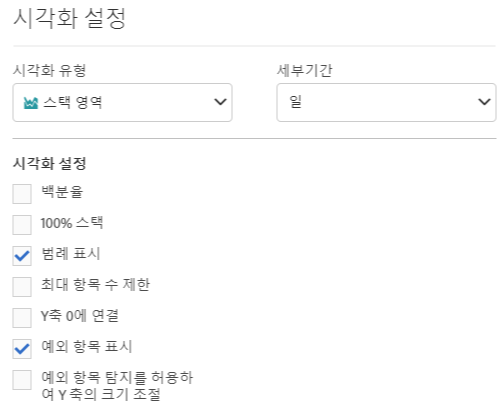 시각화 설정
시각화 유형
세부기간
스택 영역
일
시각화 설정
백분율
100% 스택
범례 표시
최대 항목 수 제한
Y축 0에 연결
예외 항목 표시
예외 항목 탐지를 허용하
여 Y 축의 크기 조절